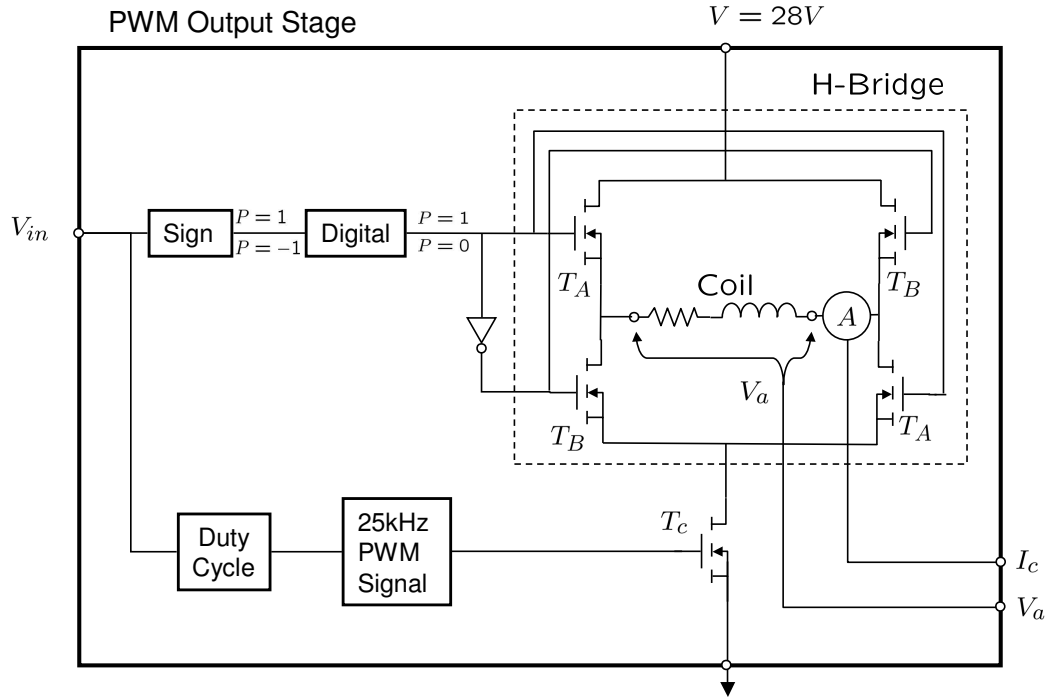 PWM Output Stage
V = 28V
H-Bridge
V_in
Sign
P = 1
P = −1
Digital
P = 1
P = 0
T_A
T_B
Coil
A
V_a
T_B
T_A
Duty
Cycle
25kHz
PWM
Signal
T_c
I_c
V_a